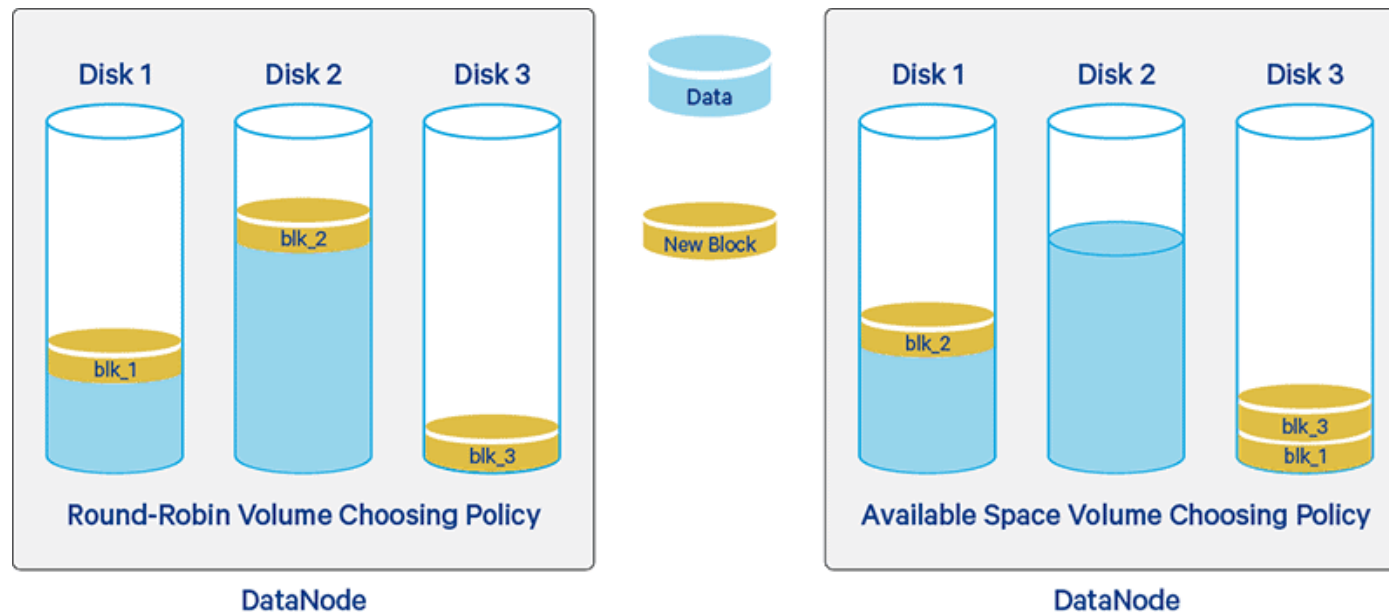 Disk 1
Disk 2
Disk 3
blk_1
blk_2
blk_3
Round-Robin Volume Choosing Policy
DataNode
Data
New Block
Disk 1
Disk 2
Disk 3
blk_2
blk_3
blk_1
Available Space Volume Choosing Policy
DataNode